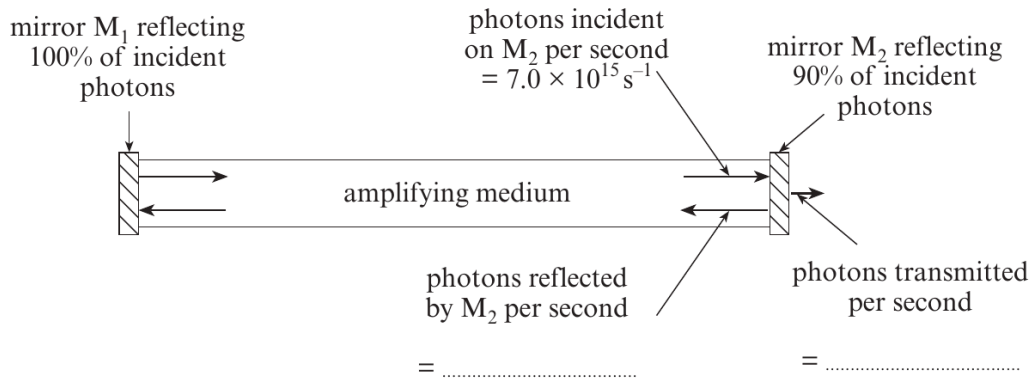 mirror M₁ reflecting
100% of incident
photons
photons incident
on M₂ per second
= 7.0 × 10¹⁵ s⁻¹
mirror M₂ reflecting
90% of incident
photons
amplifying medium
photons reflected
by M₂ per second
= ........................................
photons transmitted
per second
= ........................................